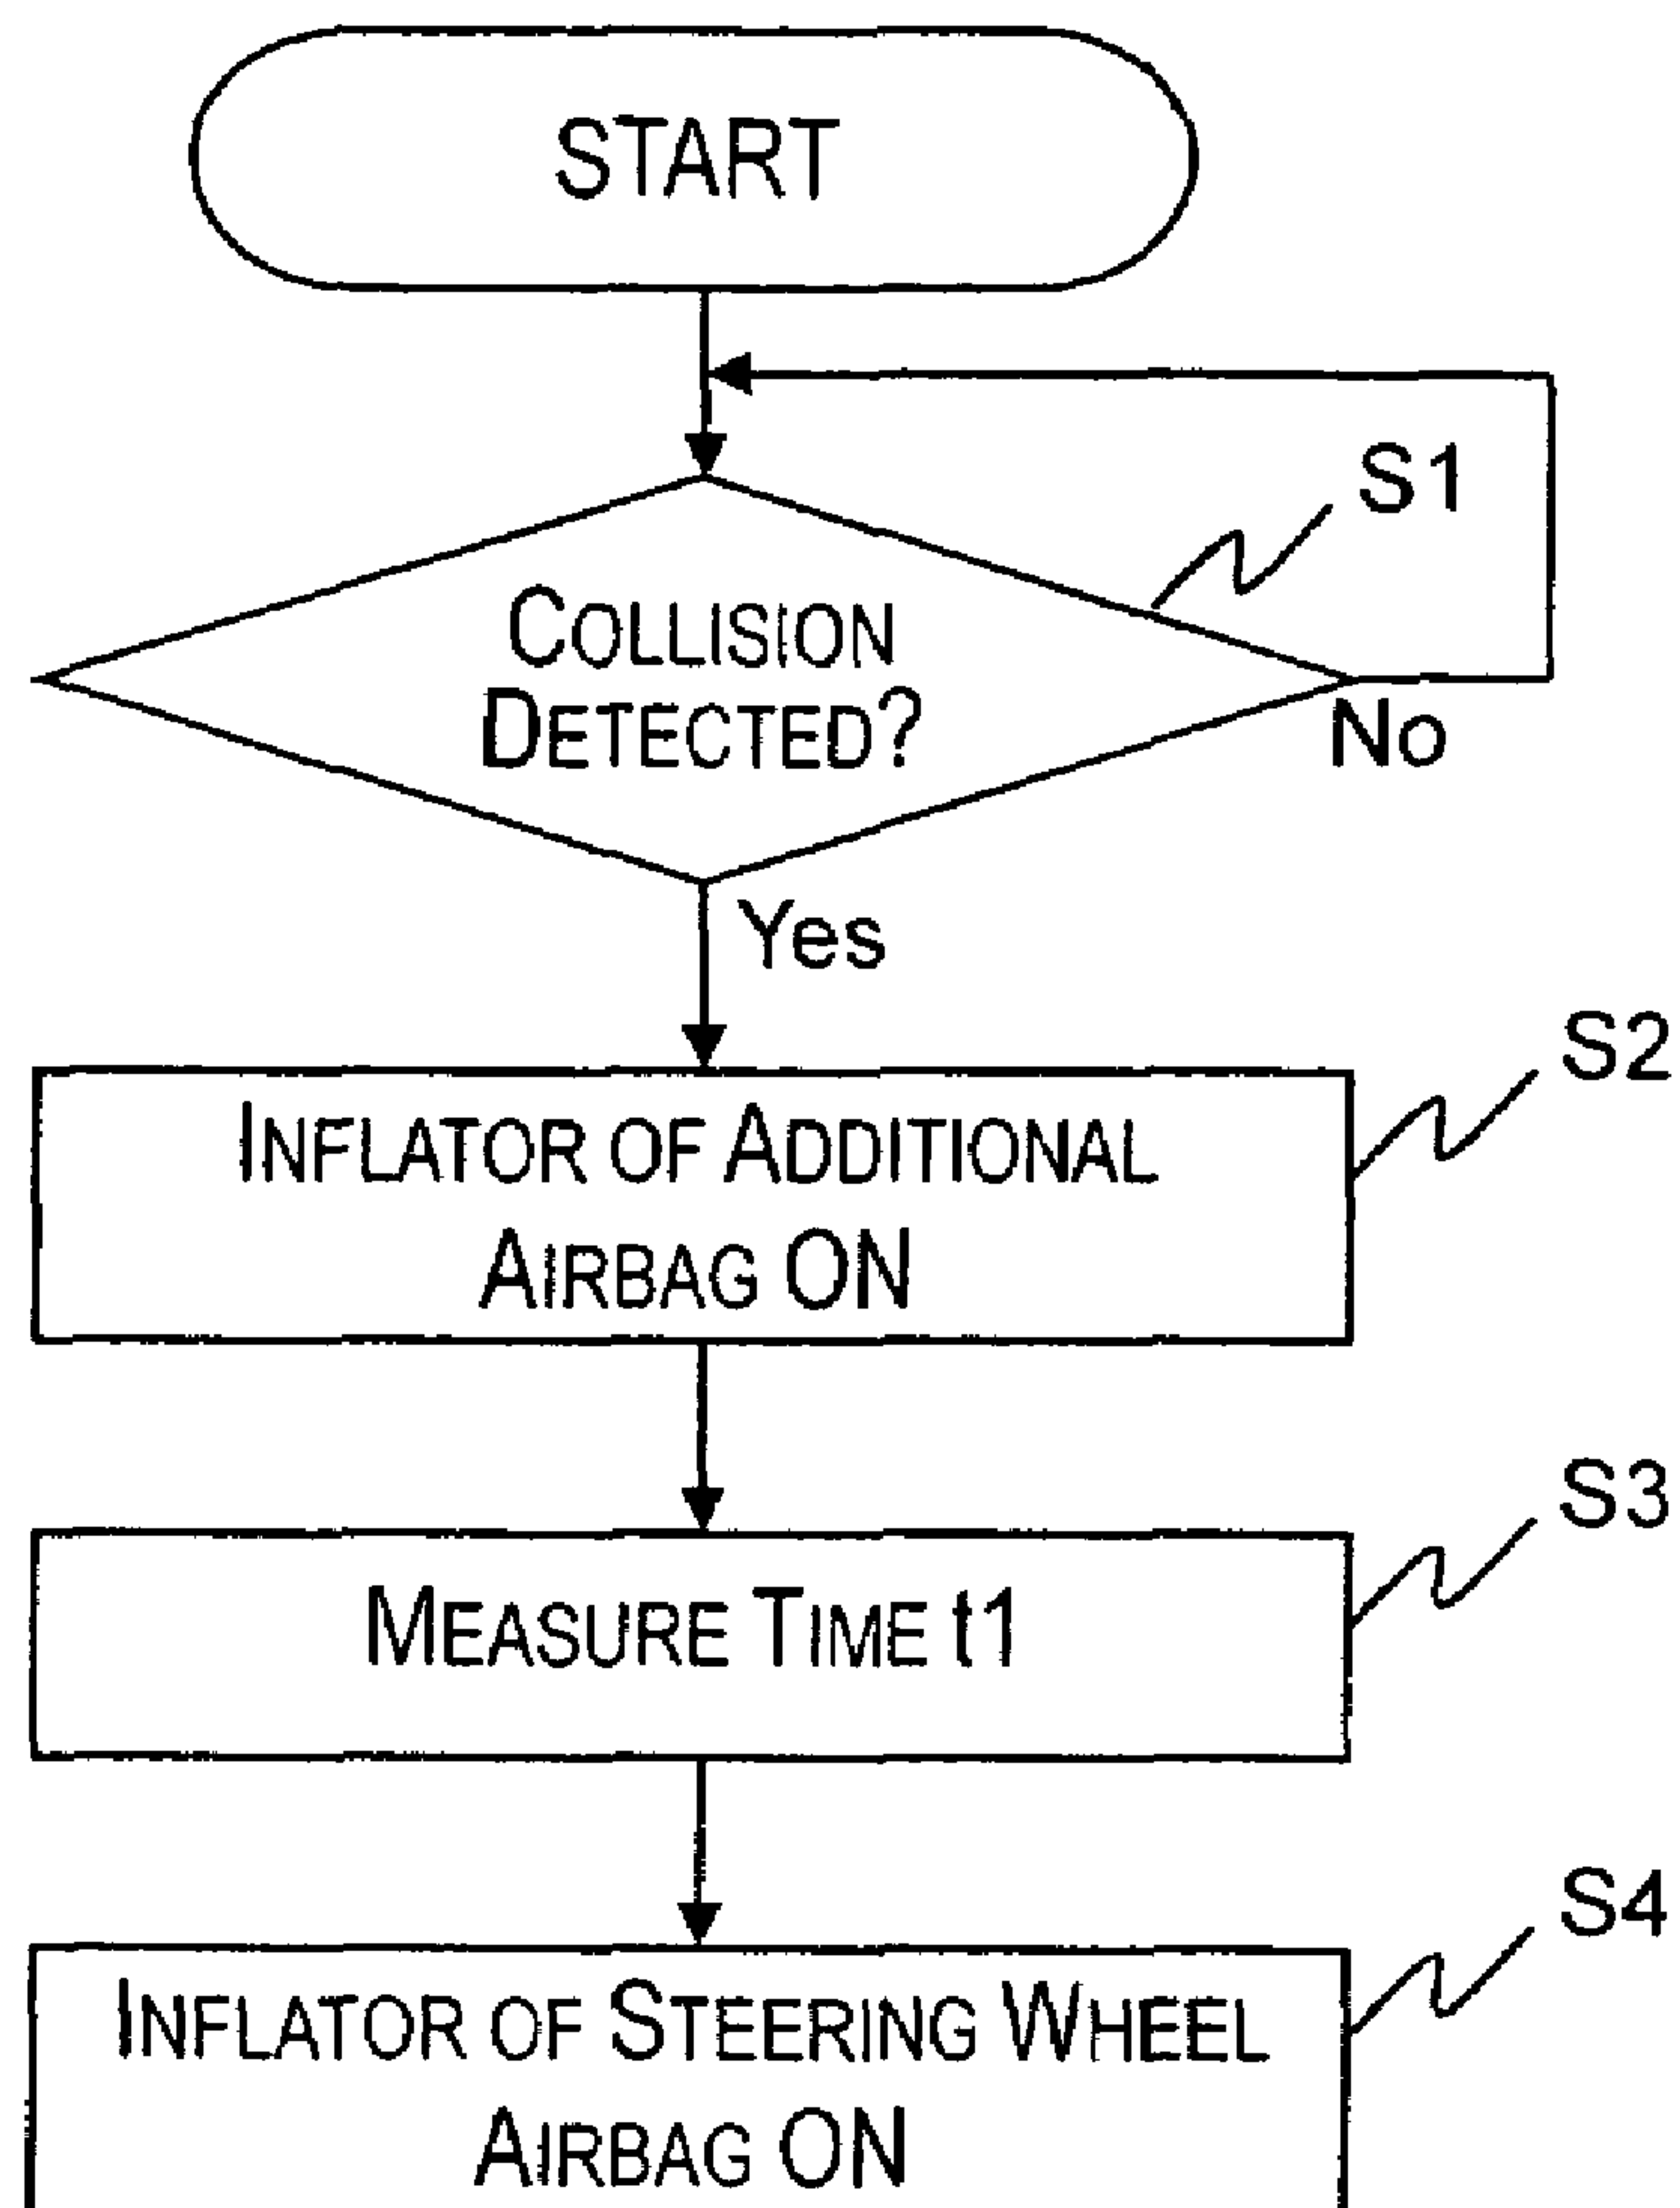 START
S1
COLLISION
DETECTED?
No
Yes
S2
INFLATOR OF ADDITIONAL
AIRBAG ON
S3
MEASURE TIME t1
S4
INFLATOR OF STEERING WHEEL
AIRBAG ON